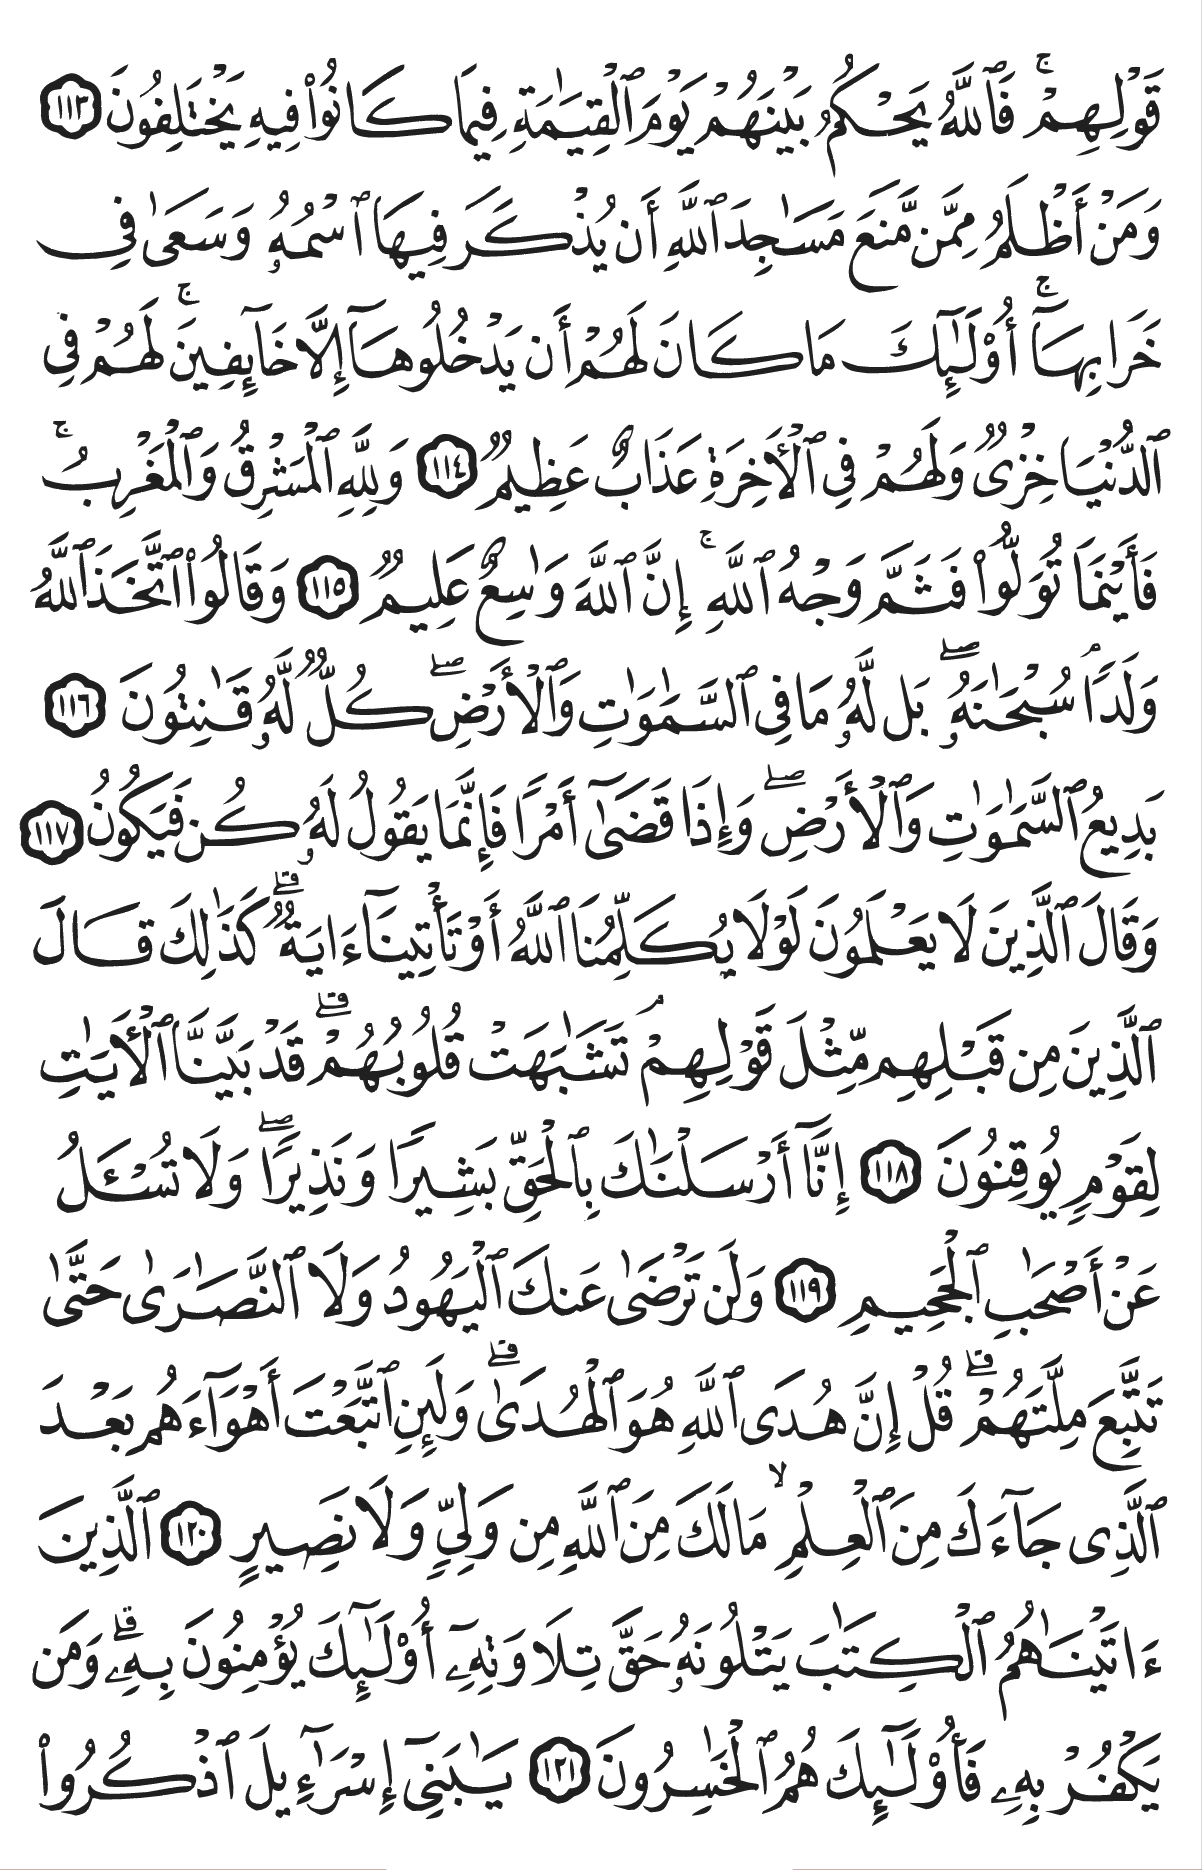 قَوْلِهِمْ ۚ فَٱللَّهُ يَحْكُمُ بَيْنَهُمْ يَوْمَ ٱلْقِيَـٰمَةِ فِيمَا كَانُوا۟ فِيهِ يَخْتَلِفُونَ ١١٣
وَمَنْ أَظْلَمُ مِمَّن مَّنَعَ مَسَـٰجِدَ ٱللَّهِ أَن يُذْكَرَ فِيهَا ٱسْمُهُۥ وَسَعَىٰ فِى
خَرَابِهَآ ۚ أُو۟لَـٰٓئِكَ مَا كَانَ لَهُمْ أَن يَدْخُلُوهَآ إِلَّا خَآئِفِينَ ۚ لَهُمْ فِى
ٱلدُّنْيَا خِزْىٌ وَلَهُمْ فِى ٱلْـَٔاخِرَةِ عَذَابٌ عَظِيمٌ ١١٤ وَلِلَّهِ ٱلْمَشْرِقُ وَٱلْمَغْرِبُ ۚ
فَأَيْنَمَا تُوَلُّوا۟ فَثَمَّ وَجْهُ ٱللَّهِ ۚ إِنَّ ٱللَّهَ وَٰسِعٌ عَلِيمٌ ١١٥ وَقَالُوا۟ ٱتَّخَذَ ٱللَّهُ
وَلَدًا ۗ سُبْحَـٰنَهُۥ ۖ بَل لَّهُۥ مَا فِى ٱلسَّمَـٰوَٰتِ وَٱلْأَرْضِ ۖ كُلٌّ لَّهُۥ قَـٰنِتُونَ ١١٦
بَدِيعُ ٱلسَّمَـٰوَٰتِ وَٱلْأَرْضِ ۖ وَإِذَا قَضَىٰٓ أَمْرًا فَإِنَّمَا يَقُولُ لَهُۥ كُن فَيَكُونُ ١١٧
وَقَالَ ٱلَّذِينَ لَا يَعْلَمُونَ لَوْلَا يُكَلِّمُنَا ٱللَّهُ أَوْ تَأْتِينَآ ءَايَةٌ ۗ كَذَٰلِكَ قَالَ
ٱلَّذِينَ مِن قَبْلِهِم مِّثْلَ قَوْلِهِمْ ۘ تَشَـٰبَهَتْ قُلُوبُهُمْ ۗ قَدْ بَيَّنَّا ٱلْـَٔايَـٰتِ
لِقَوْمٍ يُوقِنُونَ ١١٨ إِنَّآ أَرْسَلْنَـٰكَ بِٱلْحَقِّ بَشِيرًا وَنَذِيرًا ۖ وَلَا تُسْـَٔلُ
عَنْ أَصْحَـٰبِ ٱلْجَحِيمِ ١١٩ وَلَن تَرْضَىٰ عَنكَ ٱلْيَهُودُ وَلَا ٱلنَّصَـٰرَىٰ حَتَّىٰ
تَتَّبِعَ مِلَّتَهُمْ ۗ قُلْ إِنَّ هُدَى ٱللَّهِ هُوَ ٱلْهُدَىٰ ۗ وَلَئِنِ ٱتَّبَعْتَ أَهْوَآءَهُم بَعْدَ
ٱلَّذِى جَآءَكَ مِنَ ٱلْعِلْمِ ۙ مَا لَكَ مِنَ ٱللَّهِ مِن وَلِىٍّ وَلَا نَصِيرٍ ١٢٠ ٱلَّذِينَ
ءَاتَيْنَـٰهُمُ ٱلْكِتَـٰبَ يَتْلُونَهُۥ حَقَّ تِلَاوَتِهِۦٓ أُو۟لَـٰٓئِكَ يُؤْمِنُونَ بِهِۦ ۗ وَمَن
يَكْفُرْ بِهِۦ فَأُو۟لَـٰٓئِكَ هُمُ ٱلْخَـٰسِرُونَ ١٢١ يَـٰبَنِىٓ إِسْرَٰٓءِيلَ ٱذْكُرُوا۟